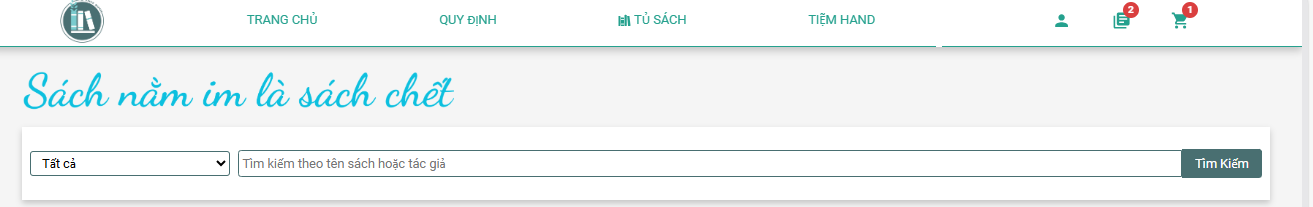 TRANG CHỦ QUY ĐỊNH TỦ SÁCH TIỆM HAND 2 1
Sách nằm im là sách chết
Tất cả Tìm kiếm theo tên sách hoặc tác giả Tìm Kiếm